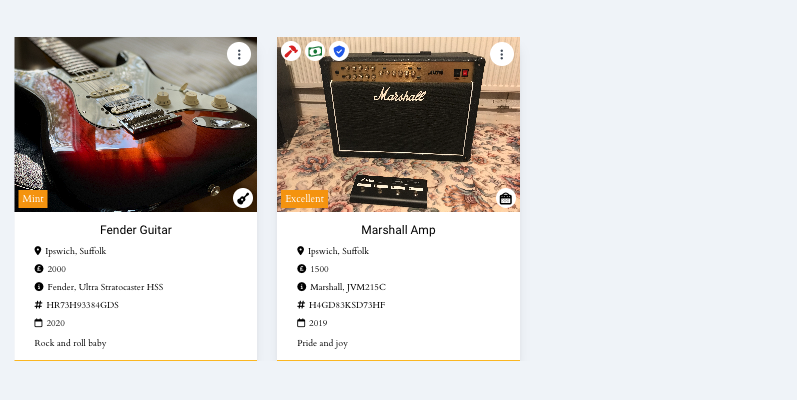 Mint
Fender Guitar
Ipswich, Suffolk
2000
Fender, Ultra Stratocaster HSS
# HR73H93384GDS
2020
Rock and roll baby
Marshall
Excellent
Marshall Amp
Ipswich, Suffolk
1500
Marshall, JVM215C
# H4GD83KSD73HF
2019
Pride and joy